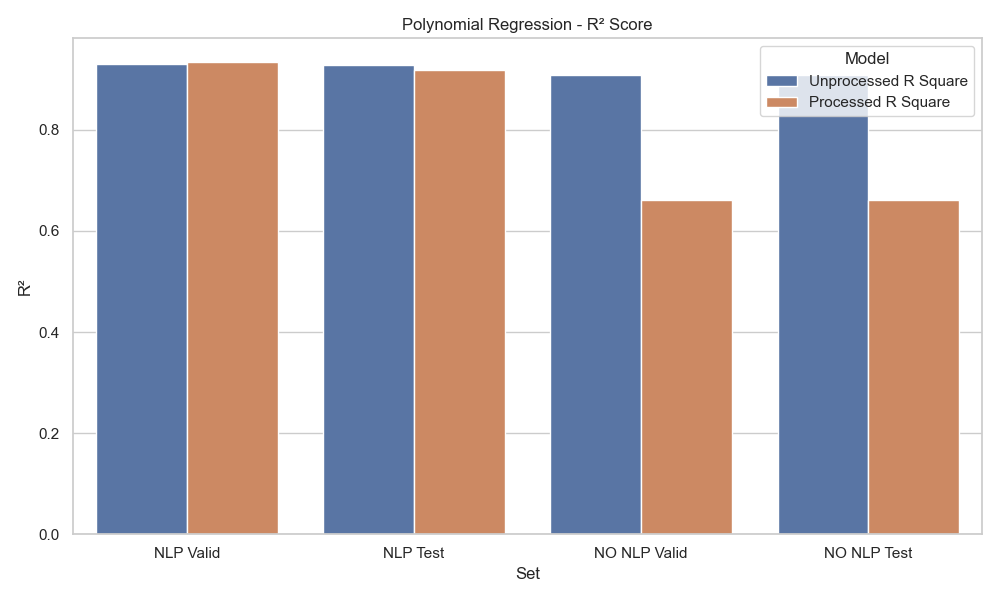 Polynomial Regression - R² Score
Model
Unprocessed R Square
Processed R Square
R²
0.8
0.6
0.4
0.2
0.0
NLP Valid
NLP Test
NO NLP Valid
NO NLP Test
Set